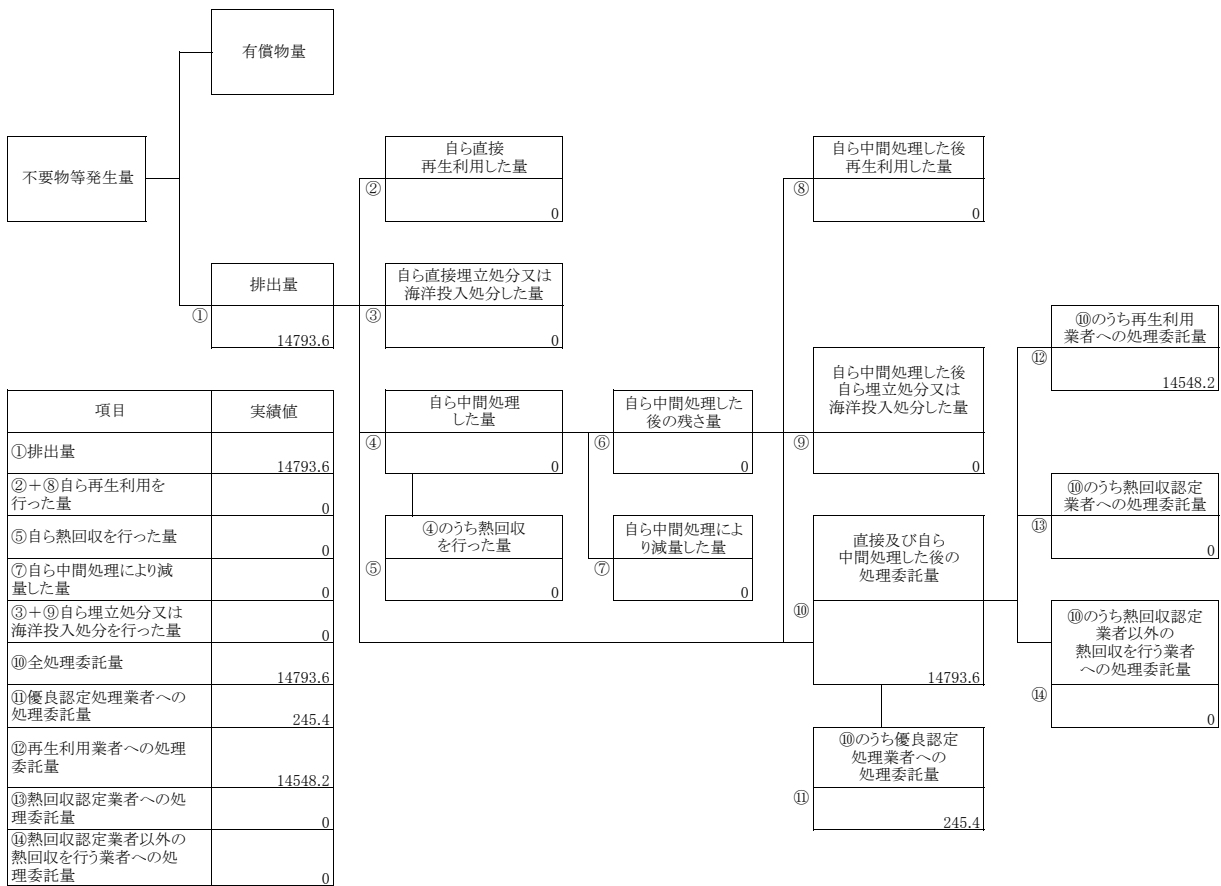 有償物量
不要物等発生量
自ら直接
再生利用した量
②
0
自ら中間処理した後
再生利用した量
⑧
0
排出量
①
14793.6
自ら直接埋立処分又は
海洋投入処分した量
③
0
⑩のうち再生利用
業者への処理委託量
⑫
14548.2
自ら中間処理
した量
④
0
自ら中間処理した
後の残さ量
⑥
0
自ら中間処理した後
自ら埋立処分又は
海洋投入処分した量
⑨
0
⑩のうち熱回収認定
業者への処理委託量
⑬
0
④のうち熱回収
を行った量
⑤
0
自ら中間処理によ
り減量した量
⑦
0
直接及び自ら
中間処理した後の
処理委託量
⑩
14793.6
⑩のうち熱回収認定
業者以外の
熱回収を行う業者
への処理委託量
⑭
0
⑩のうち優良認定
処理業者への
処理委託量
⑪
245.4
項目 実績値
①排出量
14793.6
②＋⑧自ら再生利用を
行った量
0
⑤自ら熱回収を行った量
0
⑦自ら中間処理により減
量した量
0
③＋⑨自ら埋立処分又は
海洋投入処分を行った量
0
⑩全処理委託量
14793.6
⑪優良認定処理業者への
処理委託量
245.4
⑫再生利用業者への処理
委託量
14548.2
⑬熱回収認定業者への処
理委託量
0
⑭熱回収認定業者以外の
熱回収を行う業者への処
理委託量
0